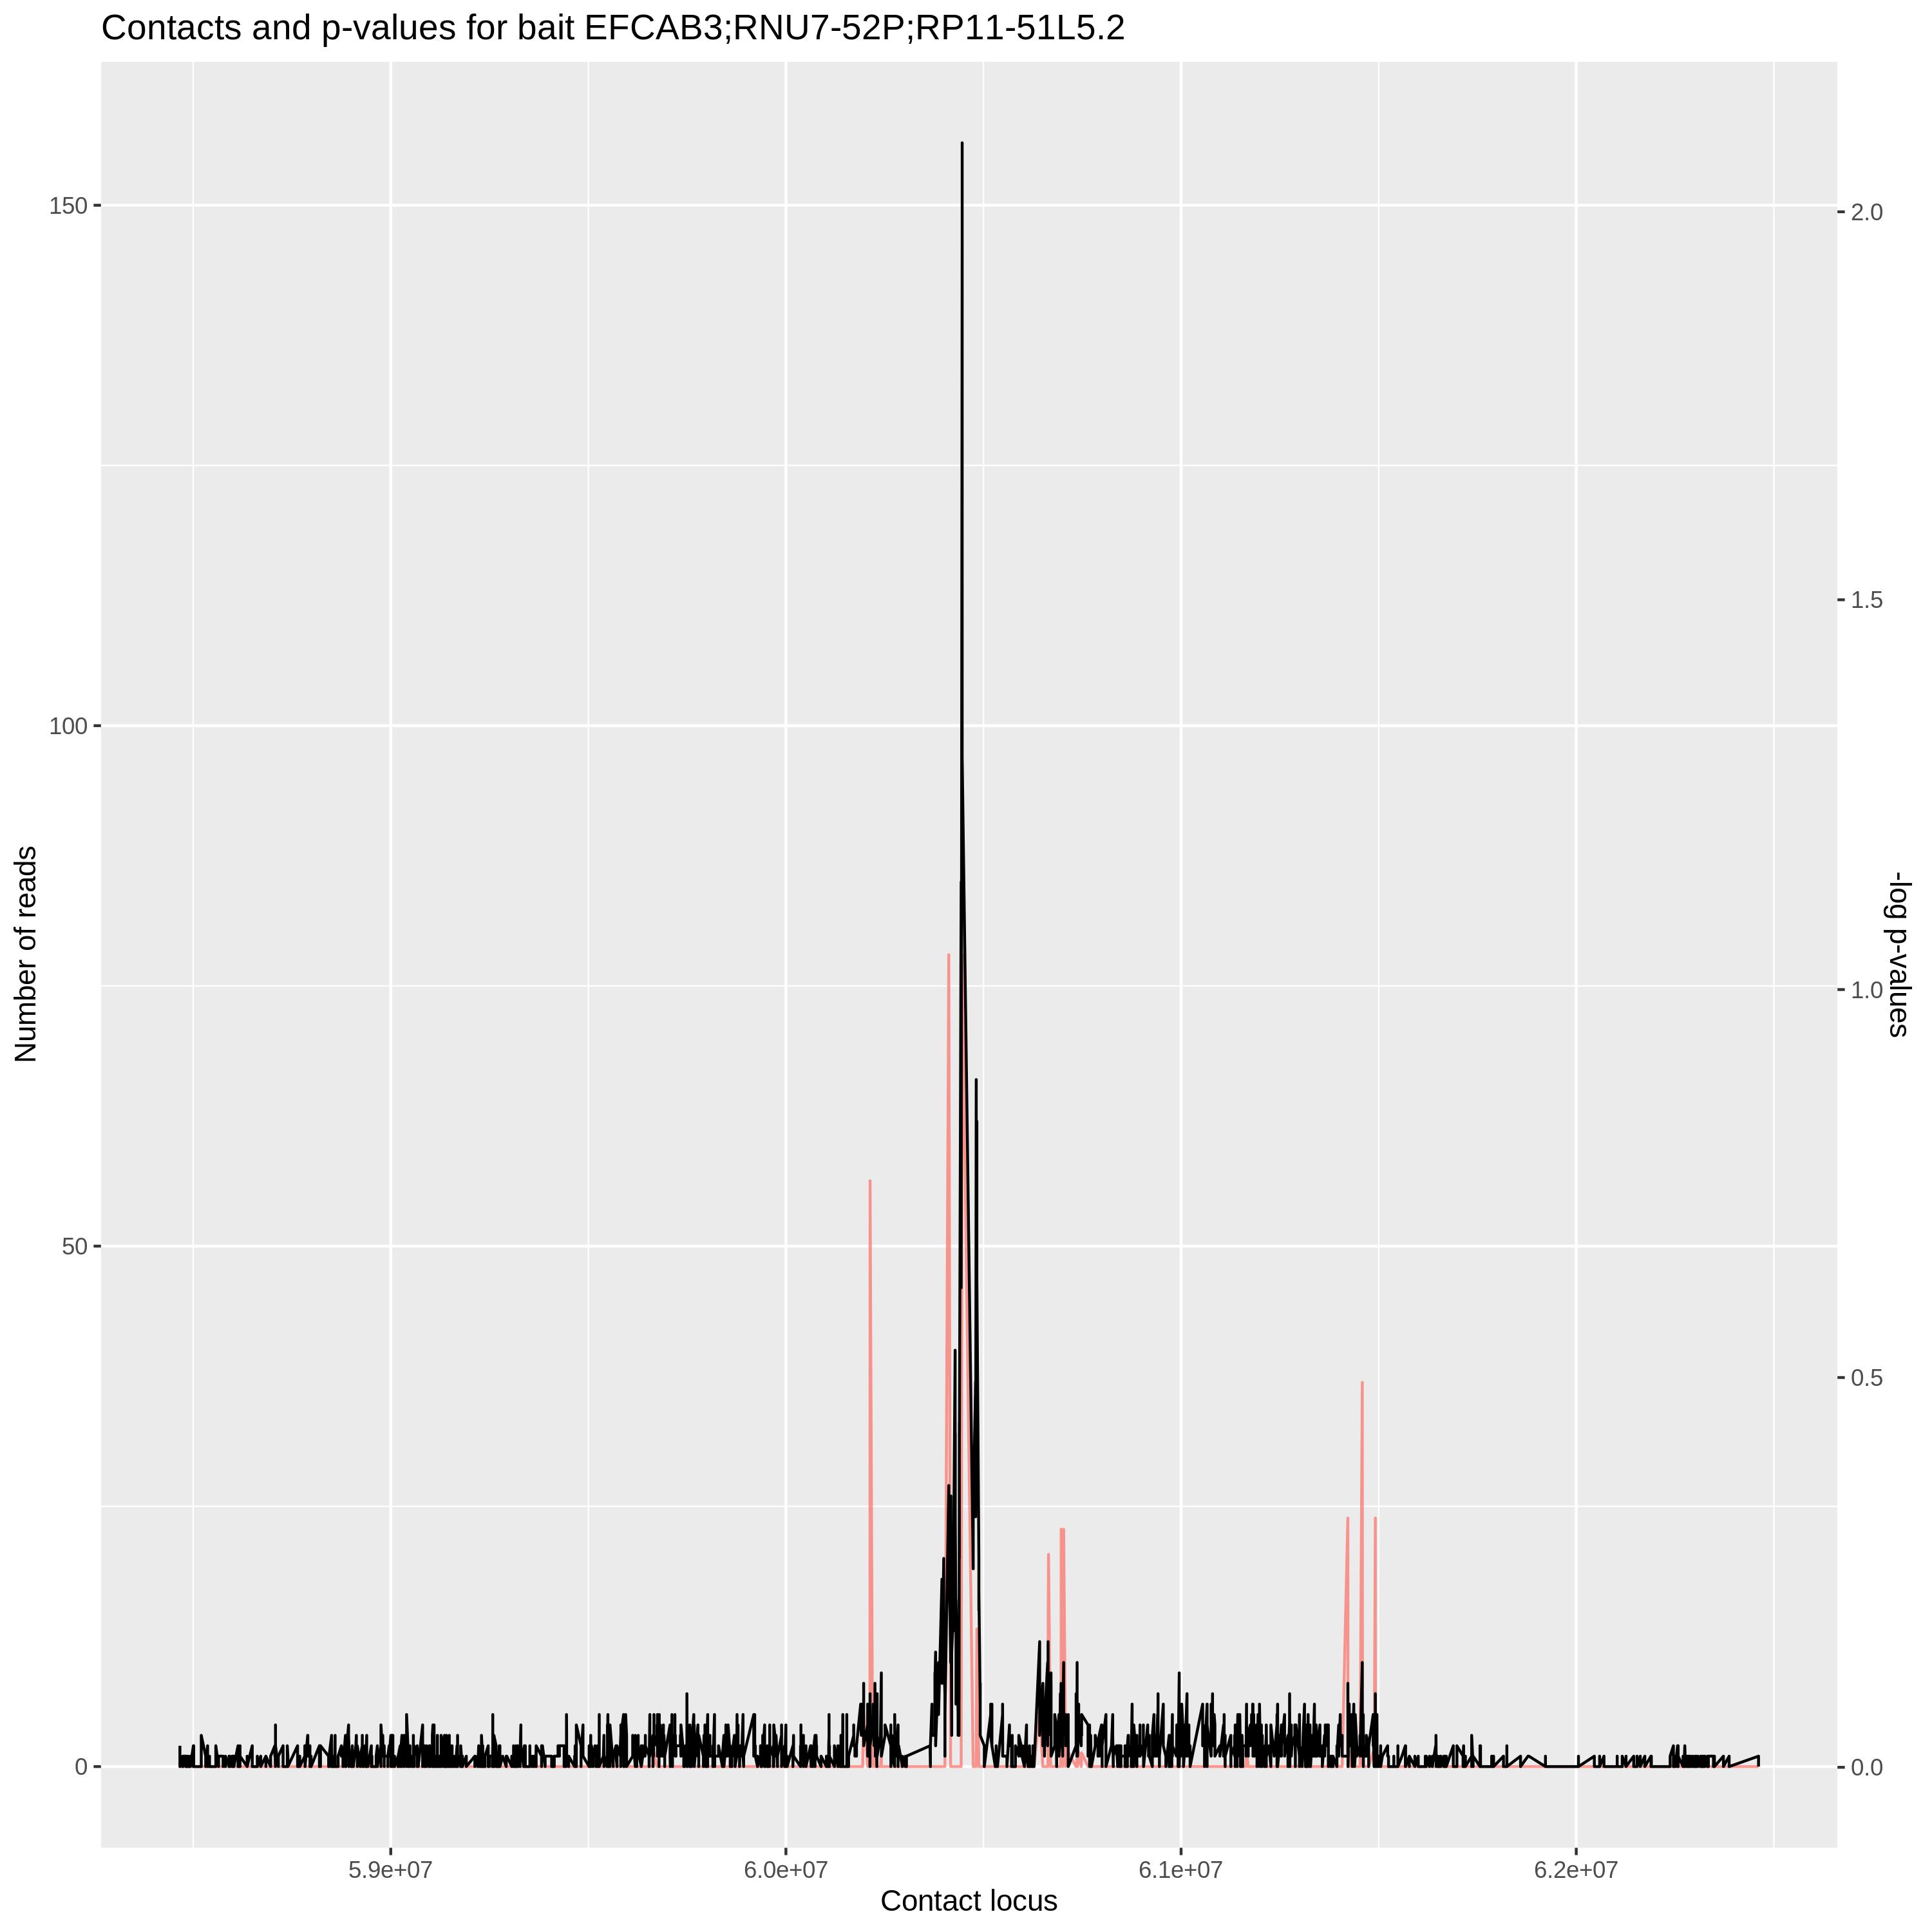 Contacts and p-values for bait EFCAB3;RNU7-52P;RP11-51L5.2
150
100
50
0
Number of reads
2.0
1.5
1.0
0.5
0.0
-log p-values
5.9e+07
6.0e+07
6.1e+07
6.2e+07
Contact locus